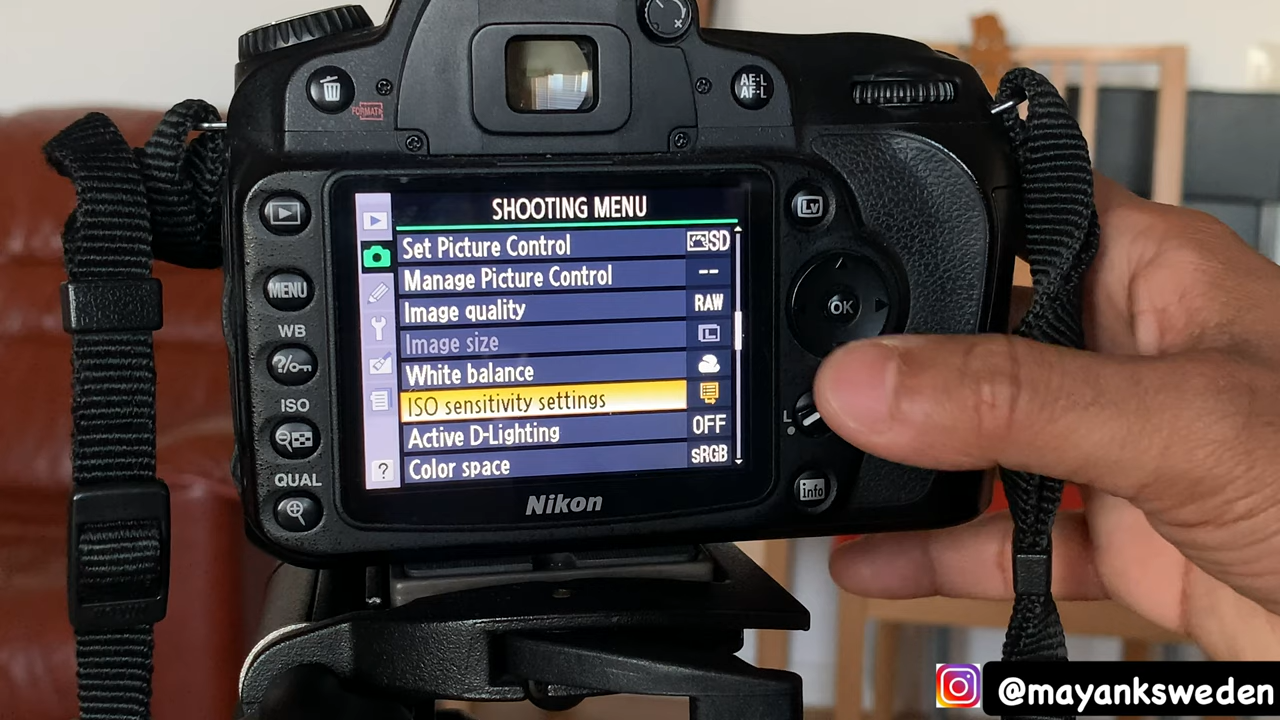 AE-L
AF-L
FORMAT
Lv
SHOOTING MENU
Set Picture Control SD
Manage Picture Control --
Image quality RAW
Image size L
White balance
ISO sensitivity settings
Active D-Lighting OFF
Color space sRGB
?
MENU
WB
?/
ISO
QUAL
OK
L
info
Nikon
@mayanksweden